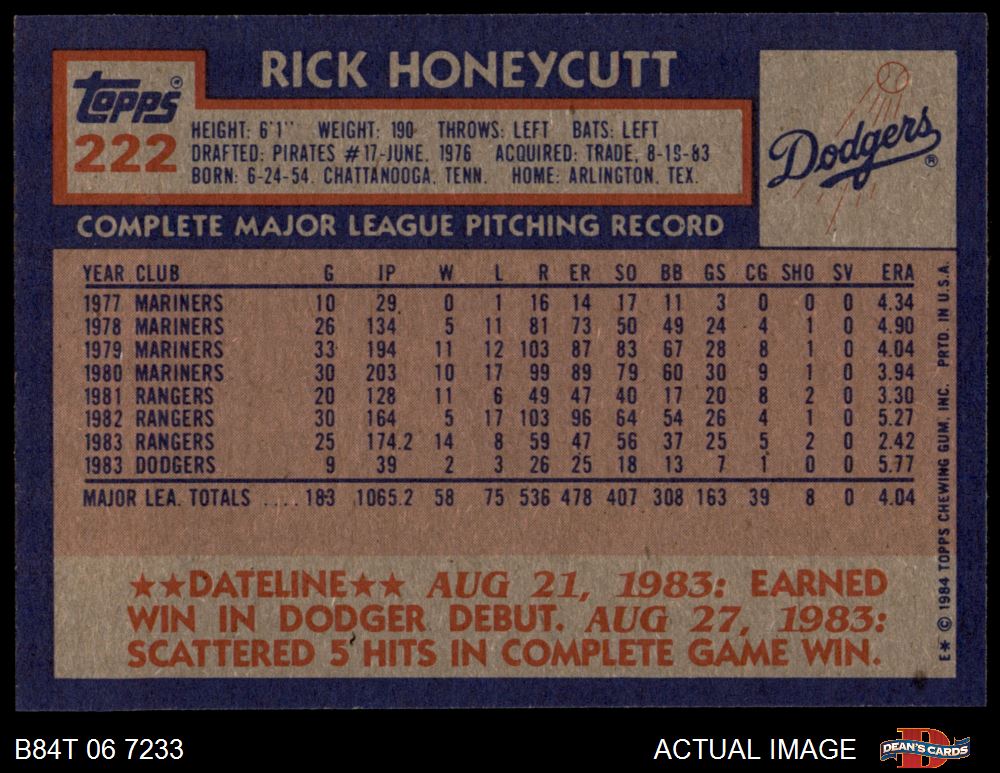 RICK HONEYCUTT
Topps®
222
HEIGHT: 6'1" WEIGHT: 190 THROWS: LEFT BATS: LEFT
DRAFTED: PIRATES #17-JUNE, 1976 ACQUIRED: TRADE, 8-19-83
BORN: 6-24-54, CHATTANOOGA, TENN. HOME: ARLINGTON, TEX.
Dodgers®
COMPLETE MAJOR LEAGUE PITCHING RECORD
YEAR CLUB G IP W L R ER SO BB GS CG SHO SV ERA
1977 MARINERS 10 29 0 1 16 14 17 11 3 0 0 0 4.34
1978 MARINERS 26 134 5 11 81 73 50 49 24 4 1 0 4.90
1979 MARINERS 33 194 11 12 103 87 83 67 28 8 1 0 4.04
1980 MARINERS 30 203 10 17 99 89 79 60 30 9 1 0 3.94
1981 RANGERS 20 128 11 6 49 47 40 17 20 8 2 0 3.30
1982 RANGERS 30 164 5 17 103 96 64 54 26 4 1 0 5.27
1983 RANGERS 25 174.2 14 8 59 47 56 37 25 5 2 0 2.42
1983 DODGERS 9 39 2 3 26 25 18 13 7 1 0 0 5.77
MAJOR LEA. TOTALS .... 183 1065.2 58 75 536 478 407 308 163 39 8 0 4.04
★★DATELINE★★ AUG 21, 1983: EARNED
WIN IN DODGER DEBUT. AUG 27, 1983:
SCATTERED 5 HITS IN COMPLETE GAME WIN.
E* © 1984 TOPPS CHEWING GUM, INC. PRTD. IN U.S.A.
B84T 06 7233
ACTUAL IMAGE
DEAN'S CARDS